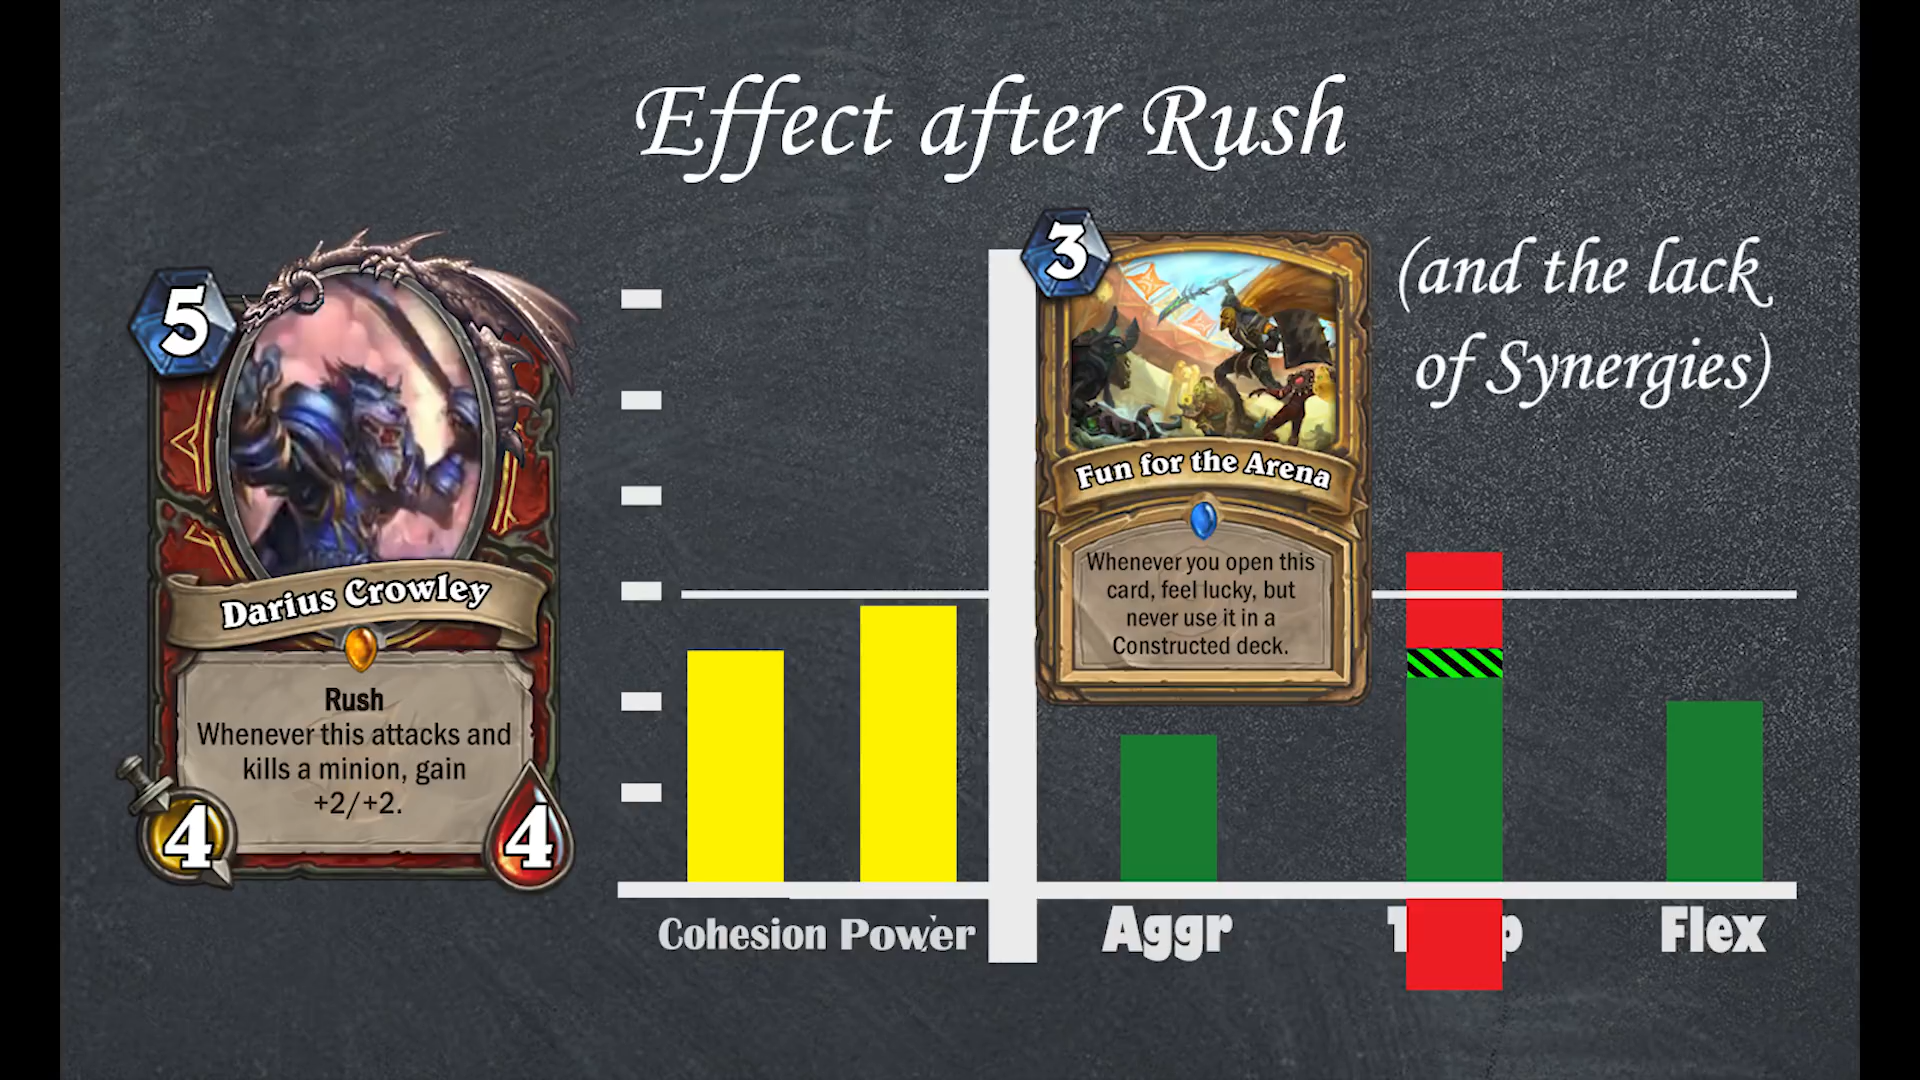 Effect after Rush
(and the lack
of Synergies)
5
Darius Crowley
Rush
Whenever this attacks and
kills a minion, gain
+2/+2.
4
4
3
Fun for the Arena
Whenever you open this
card, feel lucky, but
never use it in a
Constructed deck.
Cohesion
Power
Aggr
Flex